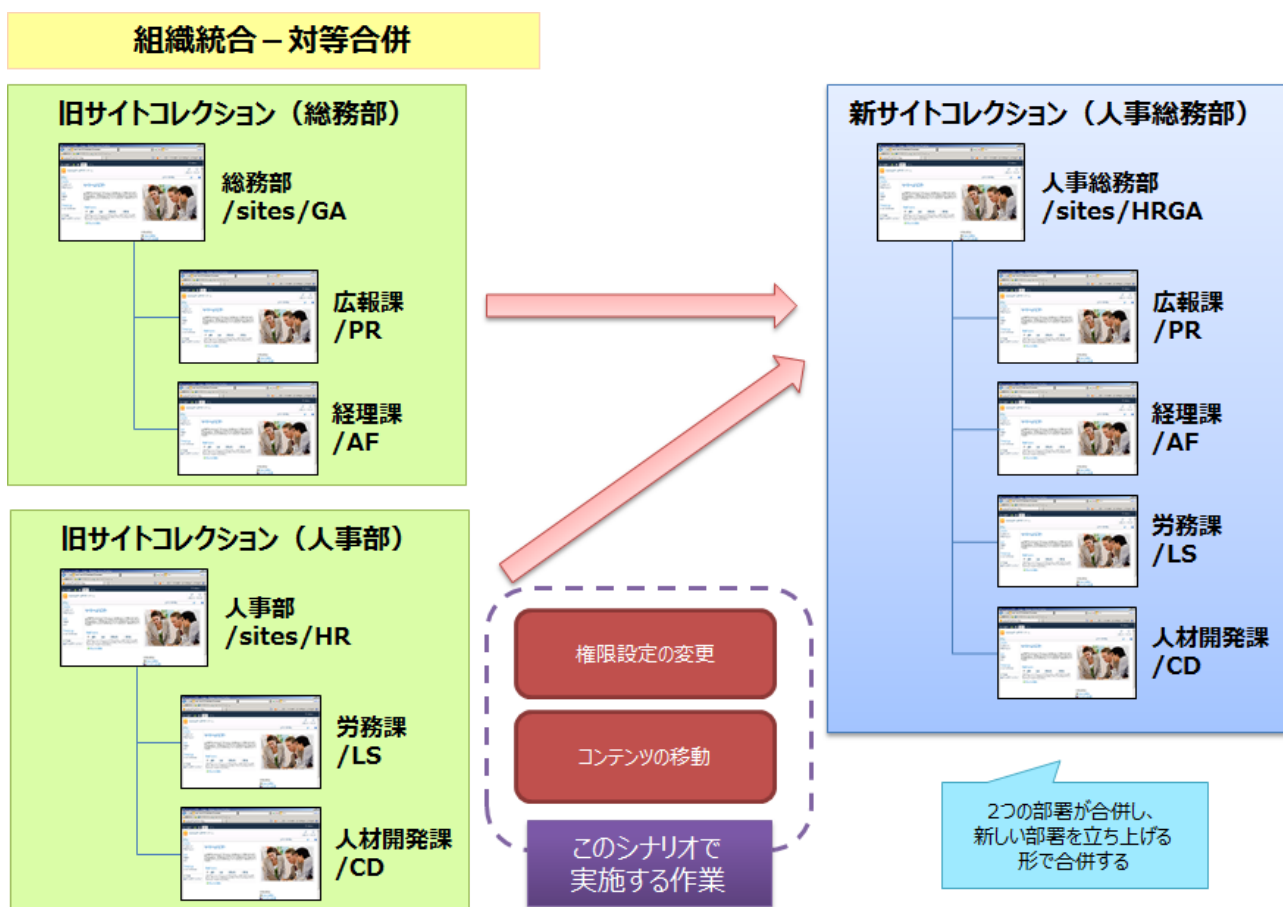 組織統合 – 対等合併
旧サイトコレクション（総務部）
総務部
/sites/GA
広報課
/PR
経理課
/AF
旧サイトコレクション（人事部）
人事部
/sites/HR
労務課
/LS
人材開発課
/CD
権限設定の変更
コンテンツの移動
このシナリオで
実施する作業
新サイトコレクション（人事総務部）
人事総務部
/sites/HRGA
広報課
/PR
経理課
/AF
労務課
/LS
人材開発課
/CD
2つの部署が合併し、
新しい部署を立ち上げる
形で合併する